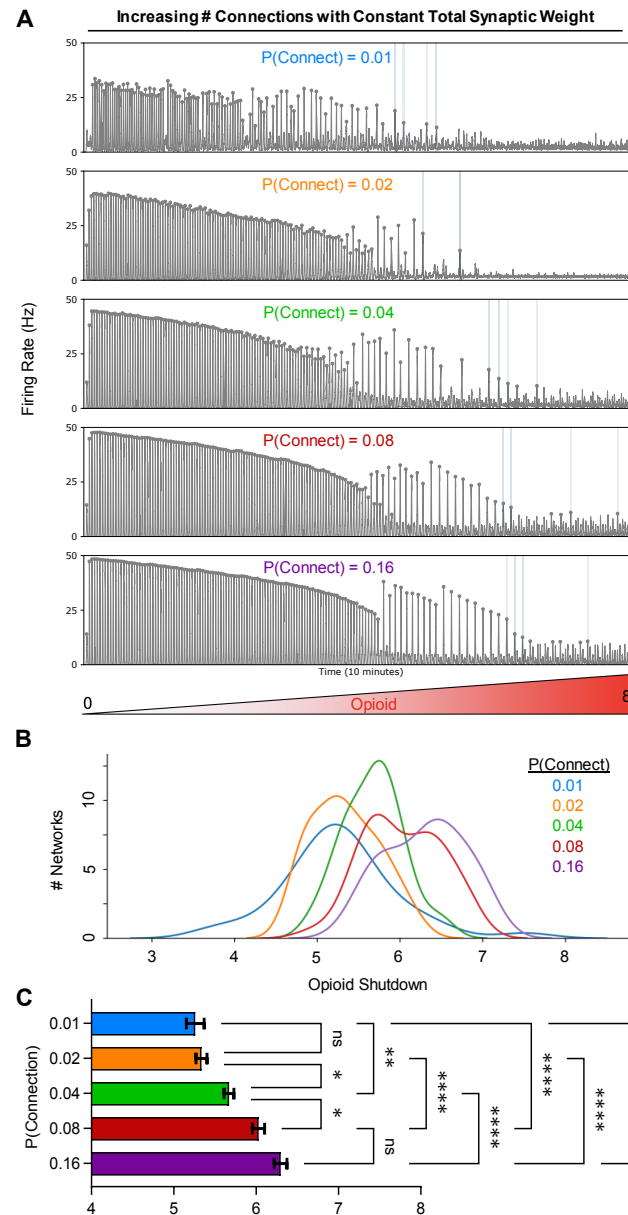 A
Increasing # Connections with Constant Total Synaptic Weight
50
25
0
P(Connect) = 0.01
50
25
0
P(Connect) = 0.02
Firing Rate (Hz)
50
25
0
P(Connect) = 0.04
50
25
0
P(Connect) = 0.08
50
25
0
P(Connect) = 0.16
Time (10 minutes)
0
Opioid
8
B
# Networks
10
5
0
P(Connect)
0.01
0.02
0.04
0.08
0.16
3 4 5 6 7 8
Opioid Shutdown
C
P(Connection)
0.01
0.02
0.04
0.08
0.16
ns
*
*
**
ns
****
****
****
****
****
4 5 6 7 8